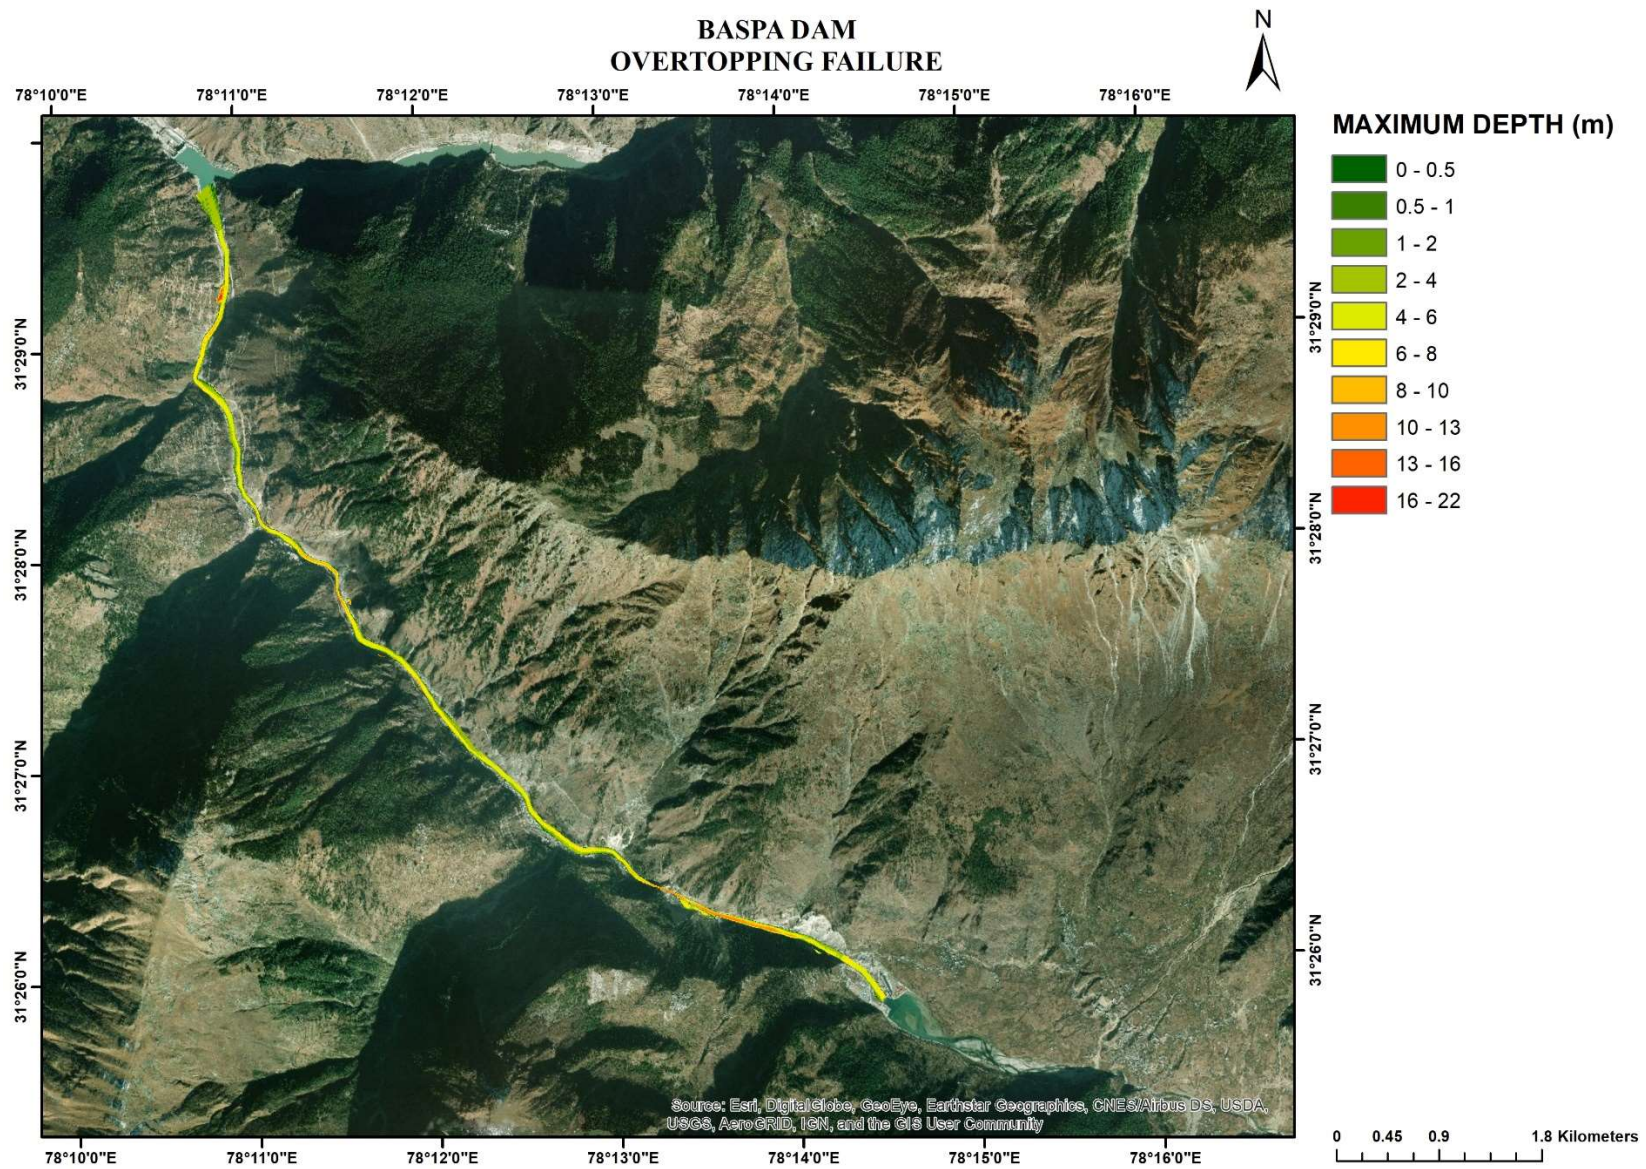 BASPA DAM
OVERTOPPING FAILURE
N
78°10'0"E 78°11'0"E 78°12'0"E 78°13'0"E 78°14'0"E 78°15'0"E 78°16'0"E
MAXIMUM DEPTH (m)
0 - 0.5
0.5 - 1
1 - 2
2 - 4
4 - 6
6 - 8
8 - 10
10 - 13
13 - 16
16 - 22
31°29'0"N
31°28'0"N
31°27'0"N
31°26'0"N
31°29'0"N
31°28'0"N
31°27'0"N
31°26'0"N
Source: Esri, DigitalGlobe, GeoEye, Earthstar Geographics, CNES/Airbus DS, USDA,
USGS, AeroGRID, IGN, and the GIS User Community
78°10'0"E 78°11'0"E 78°12'0"E 78°13'0"E 78°14'0"E 78°15'0"E 78°16'0"E
0 0.45 0.9 1.8 Kilometers